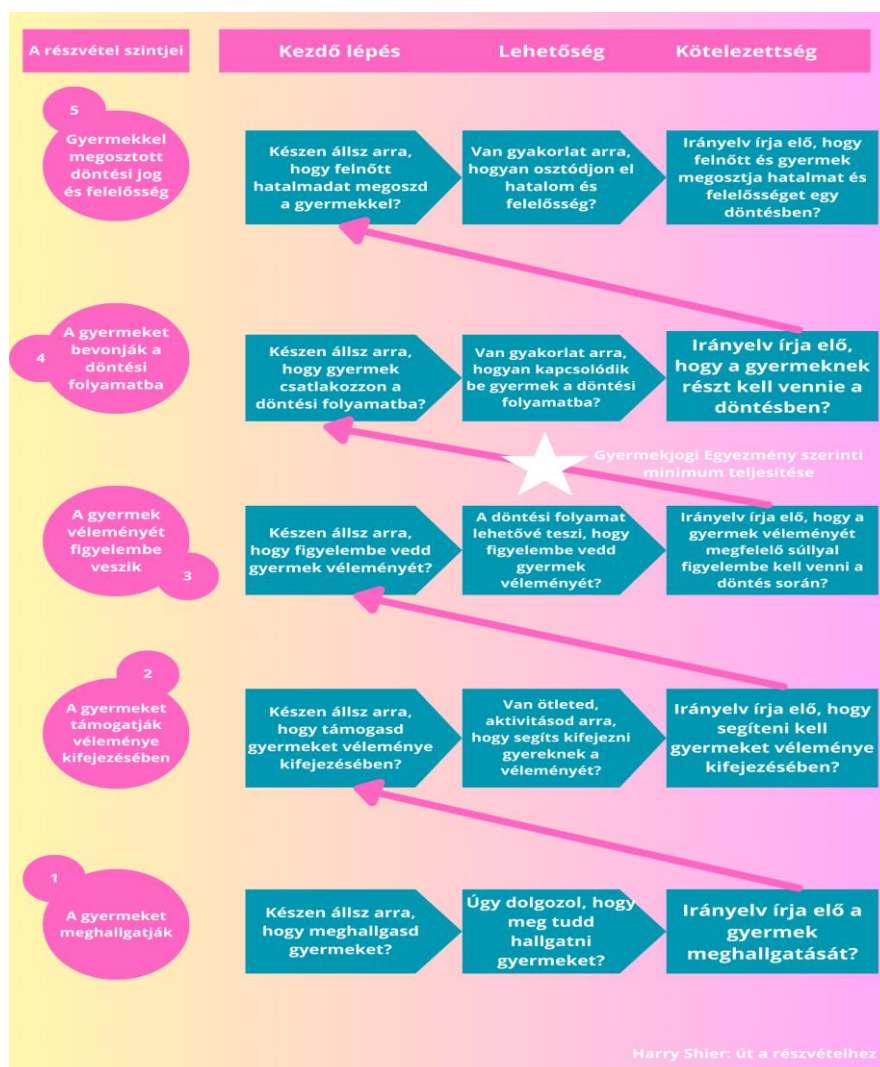 A részvétel szintjei
Kezdő lépés
Lehetőség
Kötelezettség
5
Gyermekkel
megosztott
döntési jog
és felelősség
Készen állsz arra,
hogy felnőtt
hatalmadat megoszd
a gyermekkel?
Van gyakorlat arra,
hogyan osztódjon el
hatalom és
felelősség?
Irányelv írja elő, hogy
felnőtt és gyermek
megosztja hatalmat és
felelősséget egy
döntésben?
4
A gyermeket
bevonják a
döntési
folyamatba
Készen állsz arra,
hogy gyermek
csatlakozzon a
döntési folyamatba?
Van gyakorlat arra,
hogyan kapcsolódik
be gyermek a döntési
folyamatba?
Irányelv írja elő,
hogy a gyermeknek
részt kell vennie a
döntésben?
Gyermekjogi Egyezmény szerinti
minimum teljesítése
A gyermek
véleményét
figyelembe
veszik
3
Készen állsz arra,
hogy figyelembe vedd
gyermek véleményét?
A döntési folyamat
lehetővé teszi, hogy
figyelembe vedd
gyermek
véleményét?
Irányelv írja elő, hogy a
gyermek véleményét
megfelelő súllyal
figyelembe kell venni a
döntés során?
2
A gyermeket
támogatják
véleménye
kifejezésében
Készen állsz arra,
hogy támogasd
gyermeket véleménye
kifejezésében?
Van ötleted,
aktivitásod arra,
hogy segíts kifejezni
gyereknek a
véleményét?
Irányelv írja elő, hogy
segíteni kell
gyermeket véleménye
kifejezésében?
1
A gyermeket
meghallgatják
Készen állsz arra,
hogy meghallgasd
gyermeket?
Úgy dolgozol, hogy
meg tudd
hallgatni
gyermeket?
Irányelv írja elő a
gyermek
meghallgatását?
Harry Shier: út a részvételhez